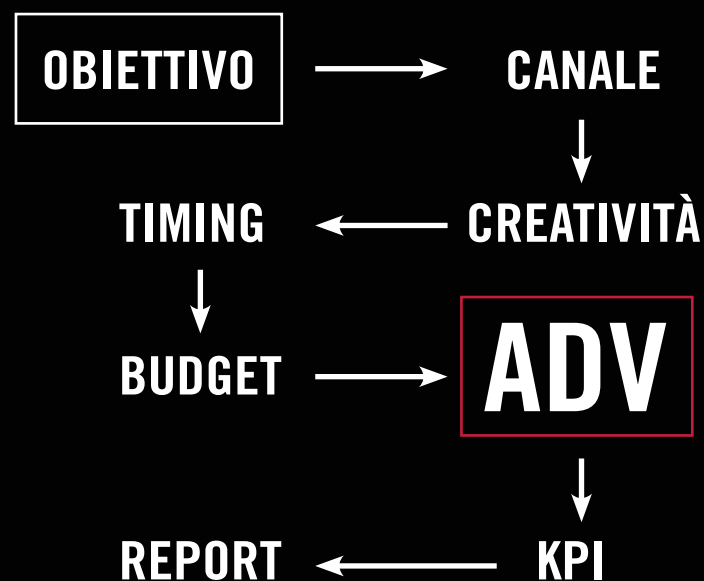 OBIETTIVO
CANALE
CREATIVITÀ
TIMING
BUDGET
ADV
KPI
REPORT